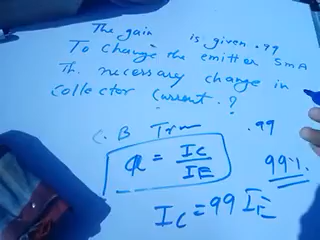 The gain is given .99
To change the emitter 5mA
Th necessary change in
collector current. ?
C. B Trm .99
α = IC / IE
99%
IC = 99 IE